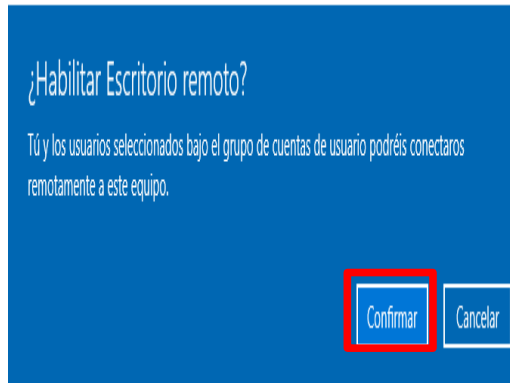 ¿Habilitar Escritorio remoto?
Tú y los usuarios seleccionados bajo el grupo de cuentas de usuario podréis conectaros
remotamente a este equipo.
Confirmar
Cancelar